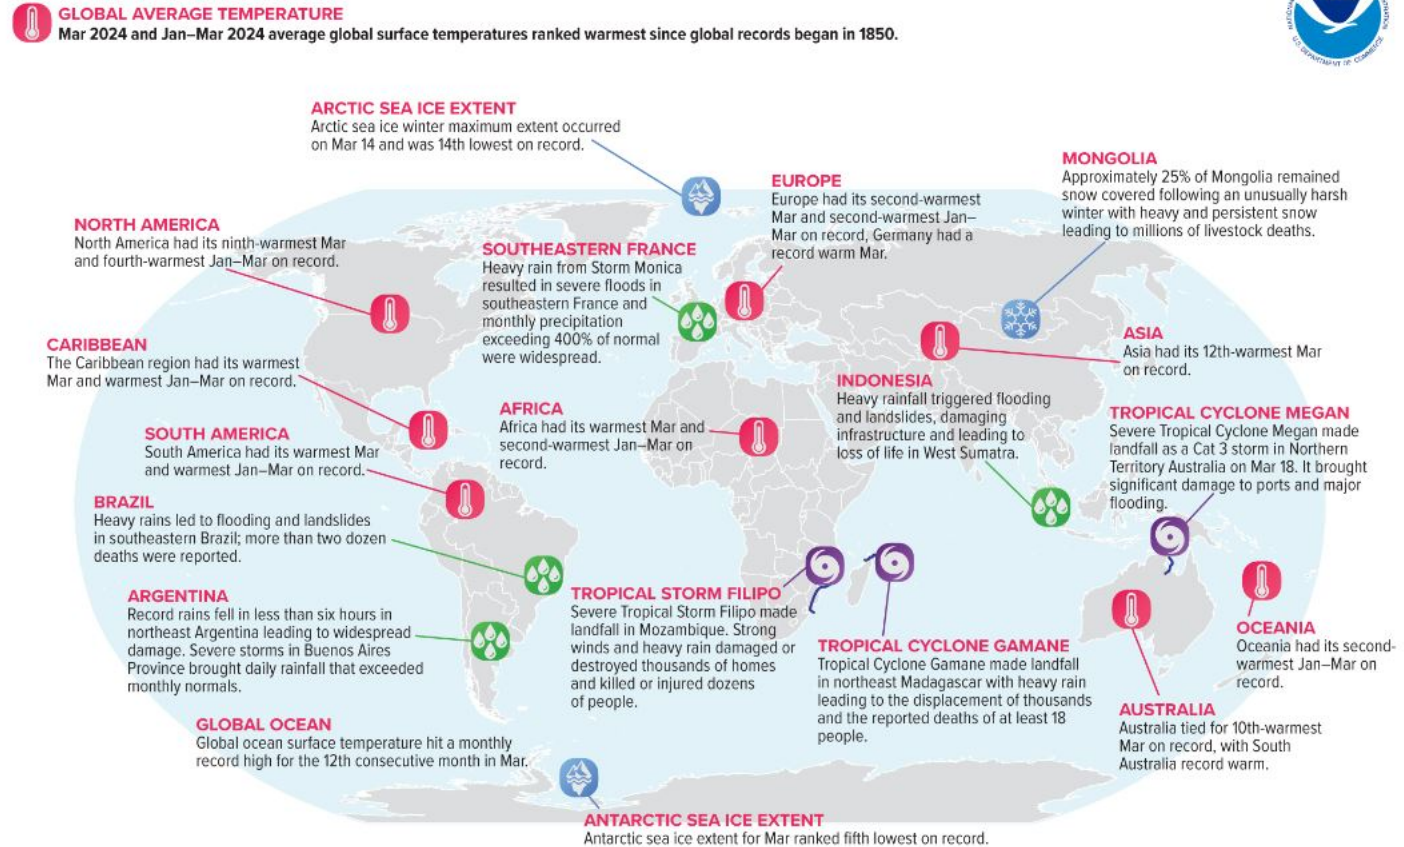 GLOBAL AVERAGE TEMPERATURE
Mar 2024 and Jan–Mar 2024 average global surface temperatures ranked warmest since global records began in 1850.
U.S. DEPARTMENT OF COMMERCE
ARCTIC SEA ICE EXTENT
Arctic sea ice winter maximum extent occurred
on Mar 14 and was 14th lowest on record.
MONGOLIA
Approximately 25% of Mongolia remained
snow covered following an unusually harsh
winter with heavy and persistent snow
leading to millions of livestock deaths.
EUROPE
Europe had its second-warmest
Mar and second-warmest Jan–
Mar on record, Germany had a
record warm Mar.
NORTH AMERICA
North America had its ninth-warmest Mar
and fourth-warmest Jan–Mar on record.
SOUTHEASTERN FRANCE
Heavy rain from Storm Monica
resulted in severe floods in
southeastern France and
monthly precipitation
exceeding 400% of normal
were widespread.
ASIA
Asia had its 12th-warmest Mar
on record.
CARIBBEAN
The Caribbean region had its warmest
Mar and warmest Jan–Mar on record.
INDONESIA
Heavy rainfall triggered flooding
and landslides, damaging
infrastructure and leading to
loss of life in West Sumatra.
AFRICA
Africa had its warmest Mar and
second-warmest Jan–Mar on
record.
TROPICAL CYCLONE MEGAN
Severe Tropical Cyclone Megan made
landfall as a Cat 3 storm in Northern
Territory Australia on Mar 18. It brought
significant damage to ports and major
flooding.
SOUTH AMERICA
South America had its warmest Mar
and warmest Jan–Mar on record.
BRAZIL
Heavy rains led to flooding and landslides
in southeastern Brazil; more than two dozen
deaths were reported.
ARGENTINA
Record rains fell in less than six hours in
northeast Argentina leading to widespread
damage. Severe storms in Buenos Aires
Province brought daily rainfall that exceeded
monthly normals.
TROPICAL STORM FILIPO
Severe Tropical Storm Filipo made
landfall in Mozambique. Strong
winds and heavy rain damaged or
destroyed thousands of homes
and killed or injured dozens
of people.
TROPICAL CYCLONE GAMANE
Tropical Cyclone Gamane made landfall
in northeast Madagascar with heavy rain
leading to the displacement of thousands
and the reported deaths of at least 18
people.
OCEANIA
Oceania had its second-
warmest Jan–Mar on
record.
AUSTRALIA
Australia tied for 10th-warmest
Mar on record, with South
Australia record warm.
GLOBAL OCEAN
Global ocean surface temperature hit a monthly
record high for the 12th consecutive month in Mar.
ANTARCTIC SEA ICE EXTENT
Antarctic sea ice extent for Mar ranked fifth lowest on record.